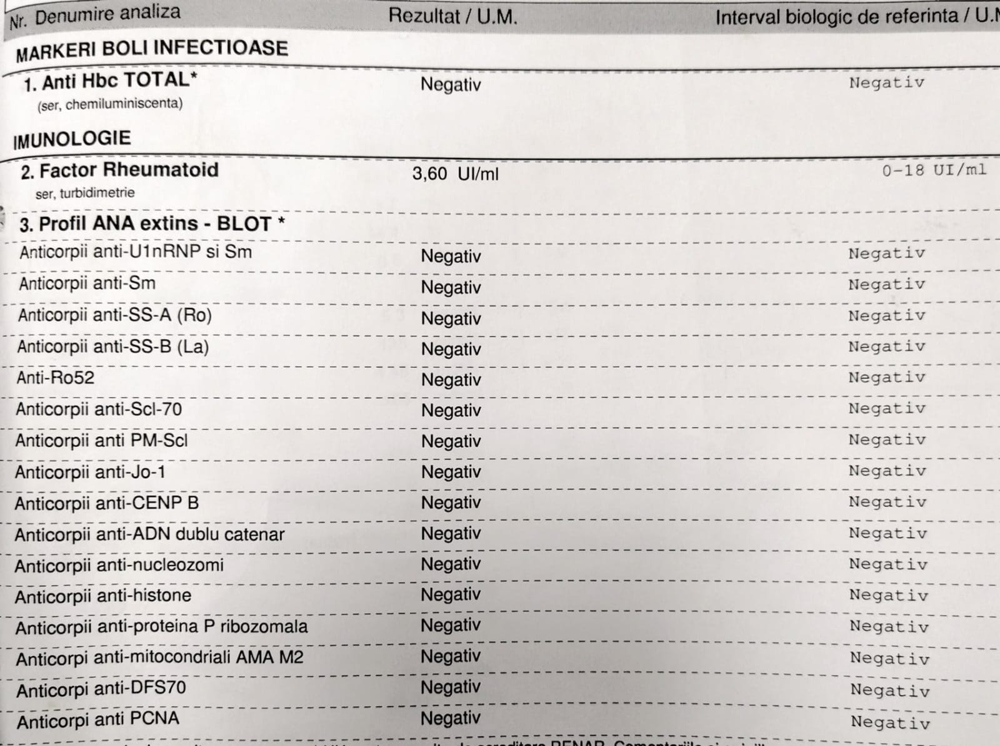 Nr. Denumire analiza Rezultat / U.M. Interval biologic de referinta / U.
MARKERI BOLI INFECTIOASE
1. Anti Hbc TOTAL* Negativ Negativ
(ser, chemiluminiscenta)
IMUNOLOGIE
2. Factor Rheumatoid 3,60 UI/ml 0-18 UI/ml
ser, turbidimetrie
3. Profil ANA extins - BLOT *
Anticorpii anti-U1nRNP si Sm Negativ Negativ
Anticorpii anti-Sm Negativ Negativ
Anticorpii anti-SS-A (Ro) Negativ Negativ
Anticorpii anti-SS-B (La) Negativ Negativ
Anti-Ro52 Negativ Negativ
Anticorpii anti-Scl-70 Negativ Negativ
Anticorpii anti PM-Scl Negativ Negativ
Anticorpii anti-Jo-1 Negativ Negativ
Anticorpii anti-CENP B Negativ Negativ
Anticorpii anti-ADN dublu catenar Negativ Negativ
Anticorpii anti-nucleozomi Negativ Negativ
Anticorpii anti-histone Negativ Negativ
Anticorpii anti-proteina P ribozomala Negativ Negativ
Anticorpi anti-mitocondriali AMA M2 Negativ Negativ
Anticorpi anti-DFS70 Negativ Negativ
Anticorpi anti PCNA Negativ Negativ